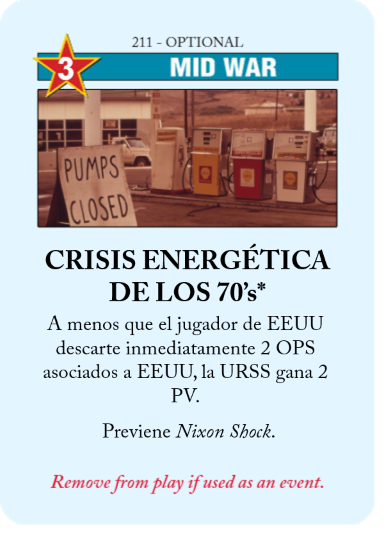 211 - OPTIONAL
3
MID WAR
PUMPS
CLOSED
CRISIS ENERGÉTICA
DE LOS 70's*
A menos que el jugador de EEUU
descarte inmediatamente 2 OPS
asociados a EEUU, la URSS gana 2
PV.
Previene Nixon Shock.
Remove from play if used as an event.